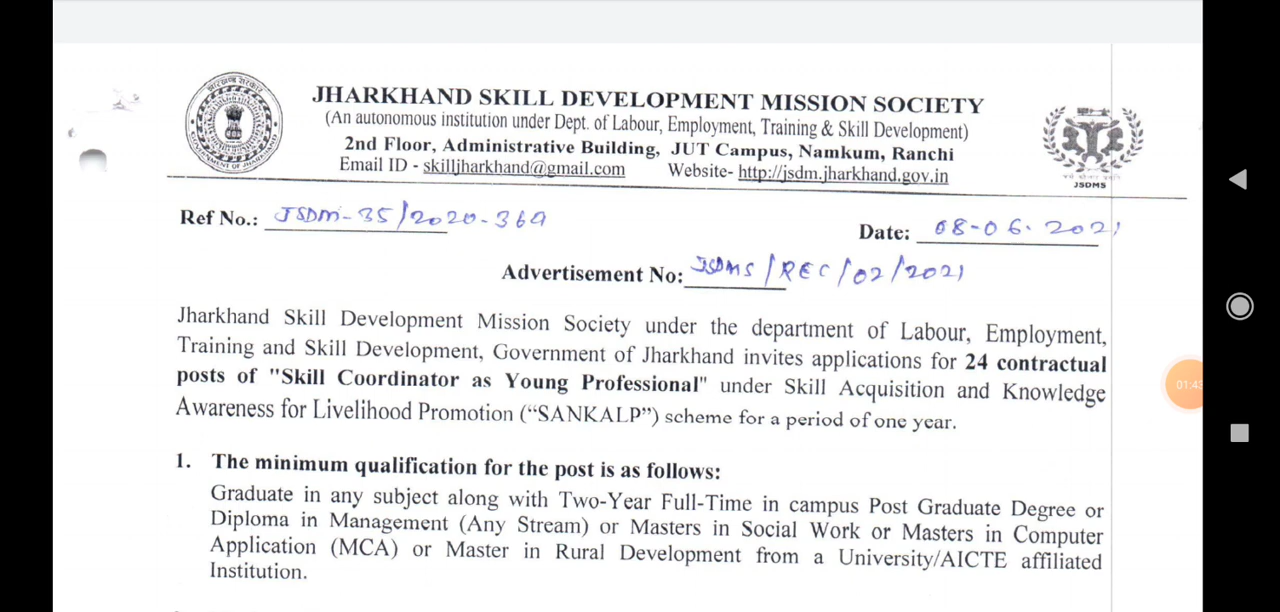 JHARKHAND SKILL DEVELOPMENT MISSION SOCIETY
(An autonomous institution under Dept. of Labour, Employment, Training & Skill Development)
2nd Floor, Administrative Building, JUT Campus, Namkum, Ranchi
Email ID - skilljharkhand@gmail.com Website- http://jsdm.jharkhand.gov.in
JSDMS
Ref No.: JSDM-35/2020-369
Date: 08-06.2021
Advertisement No: JSDMS/REC/02/2021
Jharkhand Skill Development Mission Society under the department of Labour, Employment,
Training and Skill Development, Government of Jharkhand invites applications for 24 contractual
posts of "Skill Coordinator as Young Professional" under Skill Acquisition and Knowledge
Awareness for Livelihood Promotion (“SANKALP”) scheme for a period of one year.
01:43
1. The minimum qualification for the post is as follows:
Graduate in any subject along with Two-Year Full-Time in campus Post Graduate Degree or
Diploma in Management (Any Stream) or Masters in Social Work or Masters in Computer
Application (MCA) or Master in Rural Development from a University/AICTE affiliated
Institution.